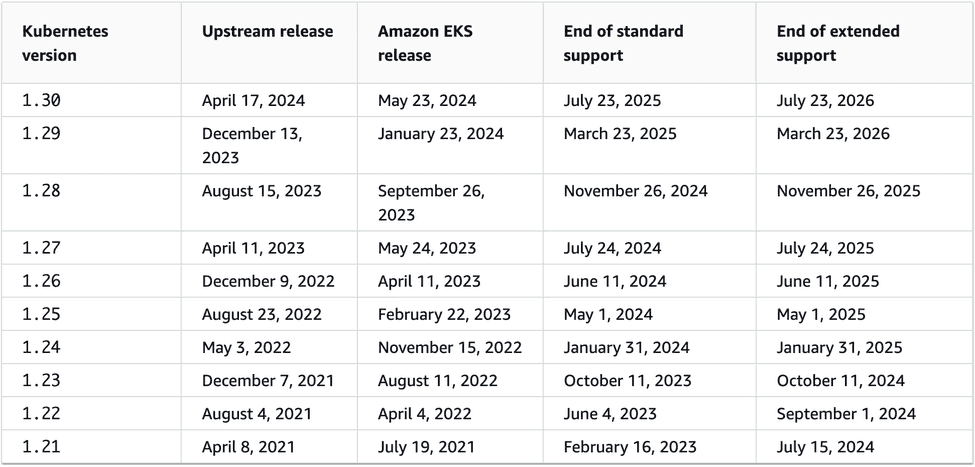 Kubernetes version Upstream release Amazon EKS release End of standard support End of extended support
1.30 April 17, 2024 May 23, 2024 July 23, 2025 July 23, 2026
1.29 December 13, 2023 January 23, 2024 March 23, 2025 March 23, 2026
1.28 August 15, 2023 September 26, 2023 November 26, 2024 November 26, 2025
1.27 April 11, 2023 May 24, 2023 July 24, 2024 July 24, 2025
1.26 December 9, 2022 April 11, 2023 June 11, 2024 June 11, 2025
1.25 August 23, 2022 February 22, 2023 May 1, 2024 May 1, 2025
1.24 May 3, 2022 November 15, 2022 January 31, 2024 January 31, 2025
1.23 December 7, 2021 August 11, 2022 October 11, 2023 October 11, 2024
1.22 August 4, 2021 April 4, 2022 June 4, 2023 September 1, 2024
1.21 April 8, 2021 July 19, 2021 February 16, 2023 July 15, 2024